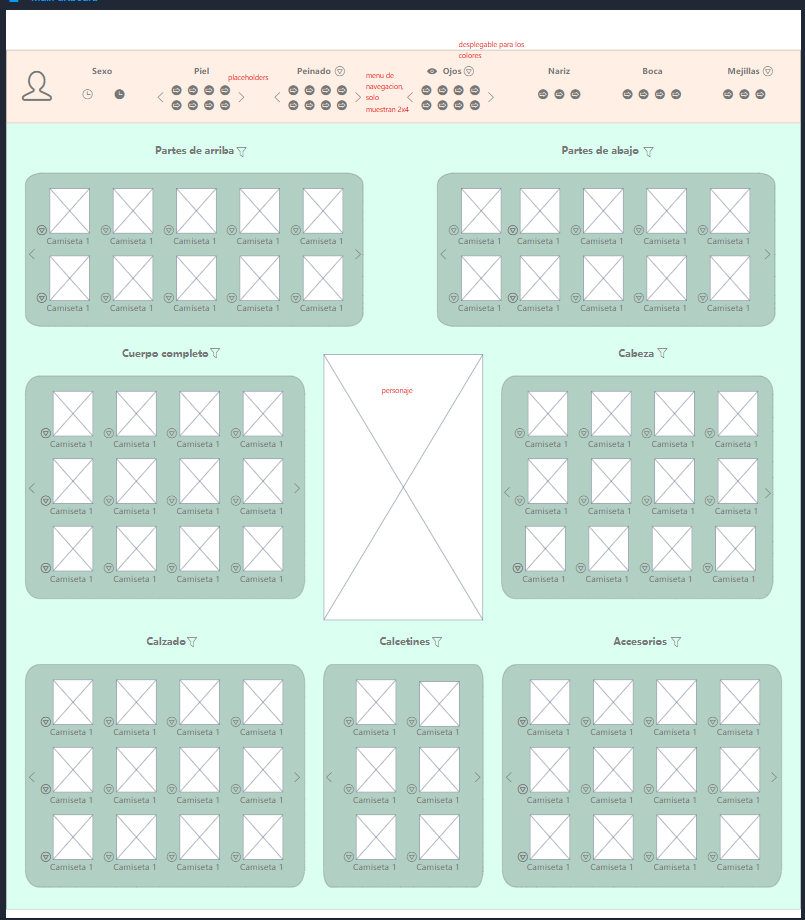 Main artboard
desplegable para los
colores
Sexo
Piel
placeholders
Peinado
menu de
navegacion,
solo
muestran 2x4
Ojos
Nariz
Boca
Mejillas
Partes de arriba
Partes de abajo
Camiseta 1 Camiseta 1 Camiseta 1 Camiseta 1 Camiseta 1
Camiseta 1 Camiseta 1 Camiseta 1 Camiseta 1 Camiseta 1
Camiseta 1 Camiseta 1 Camiseta 1 Camiseta 1 Camiseta 1
Camiseta 1 Camiseta 1 Camiseta 1 Camiseta 1 Camiseta 1
Cuerpo completo
Camiseta 1 Camiseta 1 Camiseta 1 Camiseta 1
Camiseta 1 Camiseta 1 Camiseta 1 Camiseta 1
Camiseta 1 Camiseta 1 Camiseta 1 Camiseta 1
personaje
Cabeza
Camiseta 1 Camiseta 1 Camiseta 1 Camiseta 1
Camiseta 1 Camiseta 1 Camiseta 1 Camiseta 1
Camiseta 1 Camiseta 1 Camiseta 1 Camiseta 1
Calzado
Camiseta 1 Camiseta 1 Camiseta 1 Camiseta 1
Camiseta 1 Camiseta 1 Camiseta 1 Camiseta 1
Camiseta 1 Camiseta 1 Camiseta 1 Camiseta 1
Calcetines
Camiseta 1 Camiseta 1
Camiseta 1 Camiseta 1
Camiseta 1 Camiseta 1
Accesorios
Camiseta 1 Camiseta 1 Camiseta 1 Camiseta 1
Camiseta 1 Camiseta 1 Camiseta 1 Camiseta 1
Camiseta 1 Camiseta 1 Camiseta 1 Camiseta 1